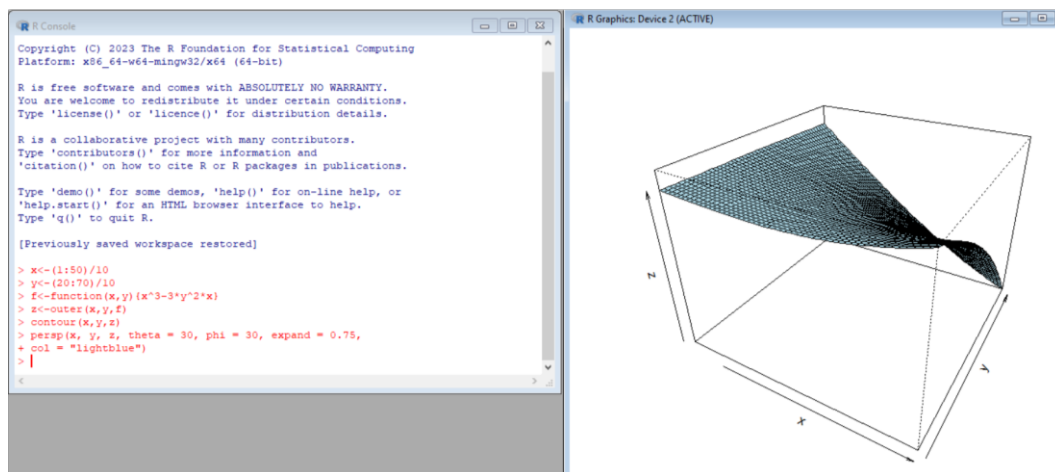 R Console
Copyright (C) 2023 The R Foundation for Statistical Computing
Platform: x86_64-w64-mingw32/x64 (64-bit)
R is free software and comes with ABSOLUTELY NO WARRANTY.
You are welcome to redistribute it under certain conditions.
Type 'license()' or 'licence()' for distribution details.
R is a collaborative project with many contributors.
Type 'contributors()' for more information and
'citation()' on how to cite R or R packages in publications.
Type 'demo()' for some demos, 'help()' for on-line help, or
'help.start()' for an HTML browser interface to help.
Type 'q()' to quit R.
[Previously saved workspace restored]
> x<-(1:50)/10
> y<-(20:70)/10
> f<-function(x,y){x^3-3*y^2*x}
> z<-outer(x,y,f)
> contour(x,y,z)
> persp(x, y, z, theta = 30, phi = 30, expand = 0.75,
+ col = "lightblue")
>
R Graphics: Device 2 (ACTIVE)
z
x
y